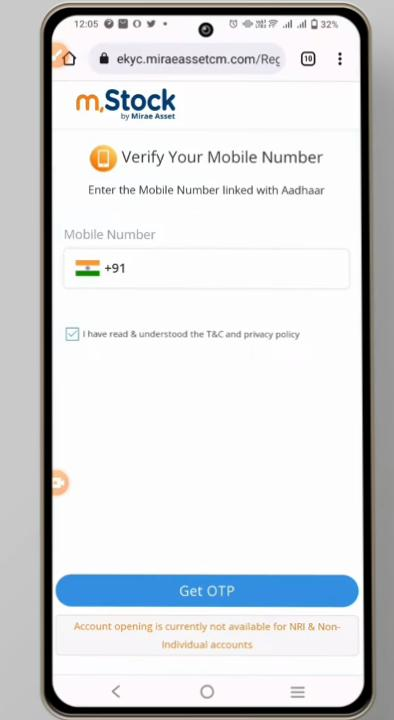 12:05
32%
ekyc.miraeassetcm.com/Reg
10
m.Stock
by Mirae Asset
Verify Your Mobile Number
Enter the Mobile Number linked with Aadhaar
Mobile Number
+91
I have read & understood the T&C and privacy policy
Get OTP
Account opening is currently not available for NRI & Non-
Individual accounts